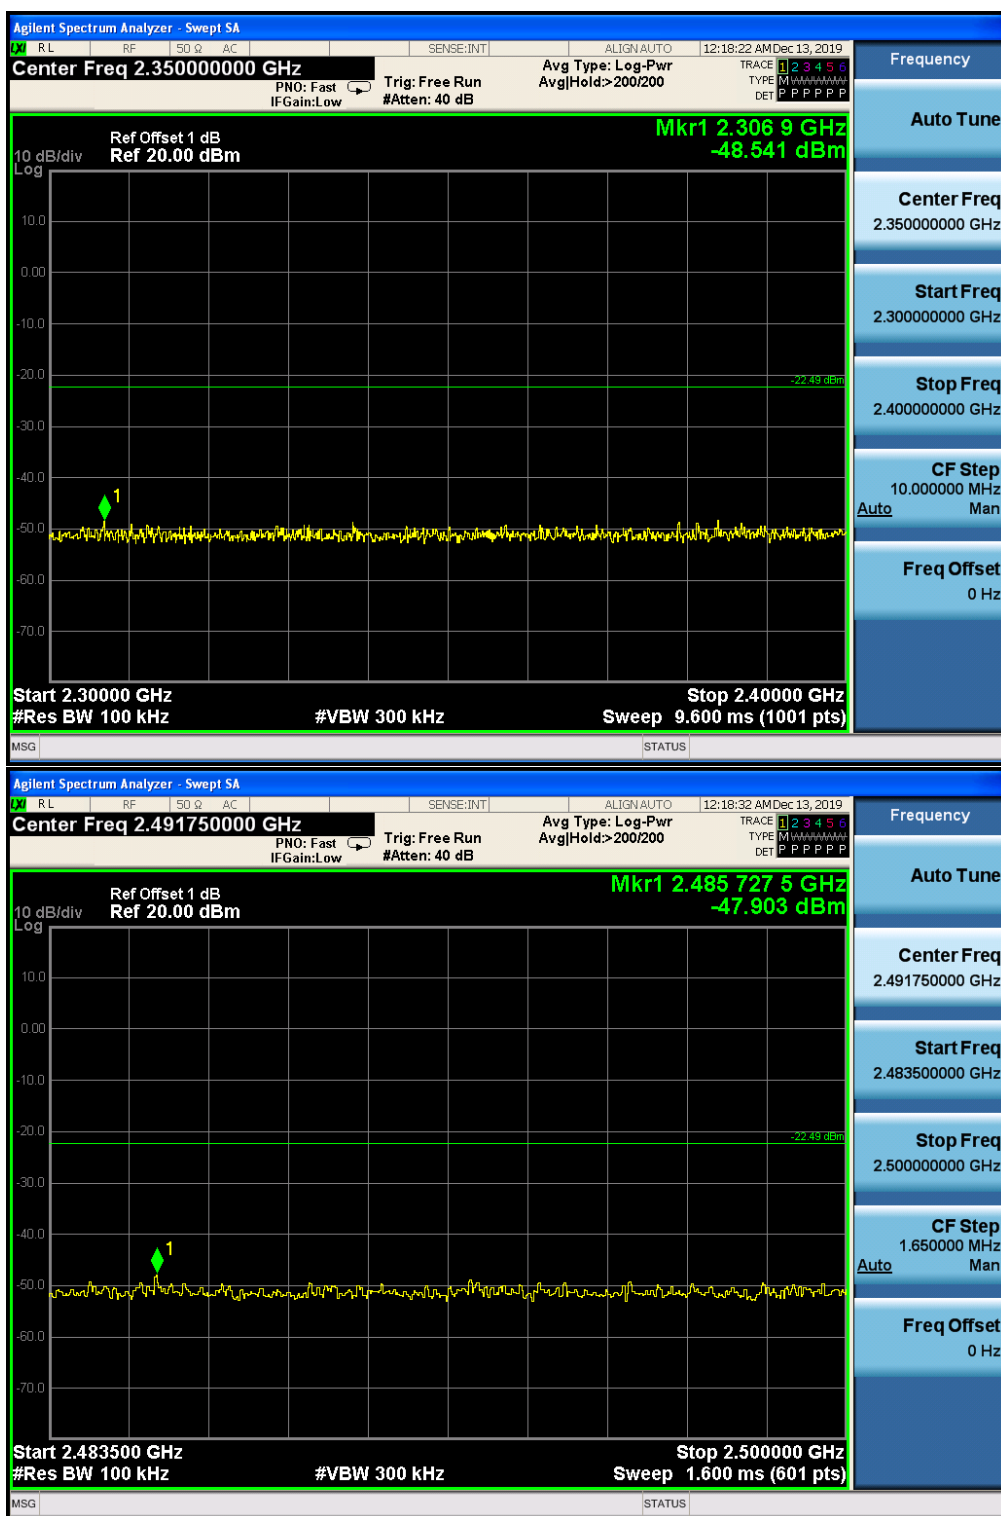 Agilent Spectrum Analyzer - Swept SA
LXI RL RF 50 Ω AC SENSE:INT ALIGN AUTO 12:18:22 AM Dec 13, 2019
Center Freq 2.350000000 GHz
PNO: Fast
IFGain:Low
Trig: Free Run
#Atten: 40 dB
Avg Type: Log-Pwr
Avg|Hold:>200/200
TRACE 1 2 3 4 5 6
TYPE M
DET P P P P P P
Mkr1 2.306 9 GHz
-48.541 dBm
Ref Offset 1 dB
10 dB/div Ref 20.00 dBm
Log
10.0
0.00
-10.0
-20.0
-22.49 dBm
-30.0
-40.0
1
-50.0
-60.0
-70.0
Start 2.30000 GHz Stop 2.40000 GHz
#Res BW 100 kHz #VBW 300 kHz Sweep 9.600 ms (1001 pts)
MSG STATUS
Frequency
Auto Tune
Center Freq
2.350000000 GHz
Start Freq
2.300000000 GHz
Stop Freq
2.400000000 GHz
CF Step
10.000000 MHz
Auto Man
Freq Offset
0 Hz
Agilent Spectrum Analyzer - Swept SA
LXI RL RF 50 Ω AC SENSE:INT ALIGN AUTO 12:18:32 AM Dec 13, 2019
Center Freq 2.491750000 GHz
PNO: Fast
IFGain:Low
Trig: Free Run
#Atten: 40 dB
Avg Type: Log-Pwr
Avg|Hold:>200/200
TRACE 1 2 3 4 5 6
TYPE M
DET P P P P P P
Mkr1 2.485 727 5 GHz
-47.903 dBm
Ref Offset 1 dB
10 dB/div Ref 20.00 dBm
Log
10.0
0.00
-10.0
-20.0
-22.49 dBm
-30.0
-40.0
1
-50.0
-60.0
-70.0
Start 2.483500 GHz Stop 2.500000 GHz
#Res BW 100 kHz #VBW 300 kHz Sweep 1.600 ms (601 pts)
MSG STATUS
Frequency
Auto Tune
Center Freq
2.491750000 GHz
Start Freq
2.483500000 GHz
Stop Freq
2.500000000 GHz
CF Step
1.650000 MHz
Auto Man
Freq Offset
0 Hz